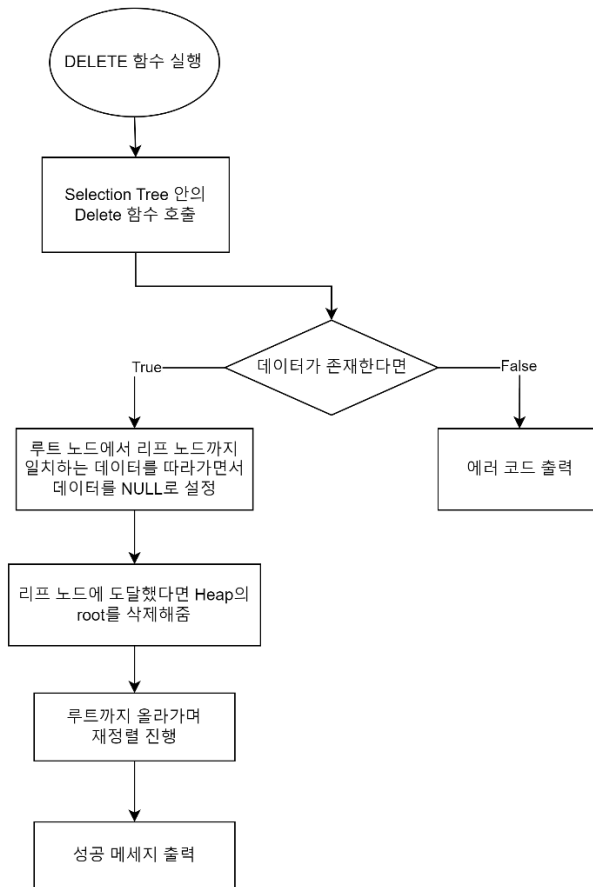 DELETE 함수 실행
Selection Tree 안의
Delete 함수 호출
데이터가 존재한다면
True
False
루트 노드에서 리프 노드까지
일치하는 데이터를 따라가면서
데이터를 NULL로 설정
에러 코드 출력
리프 노드에 도달했다면 Heap의
root를 삭제해줌
루트까지 올라가며
재정렬 진행
성공 메세지 출력